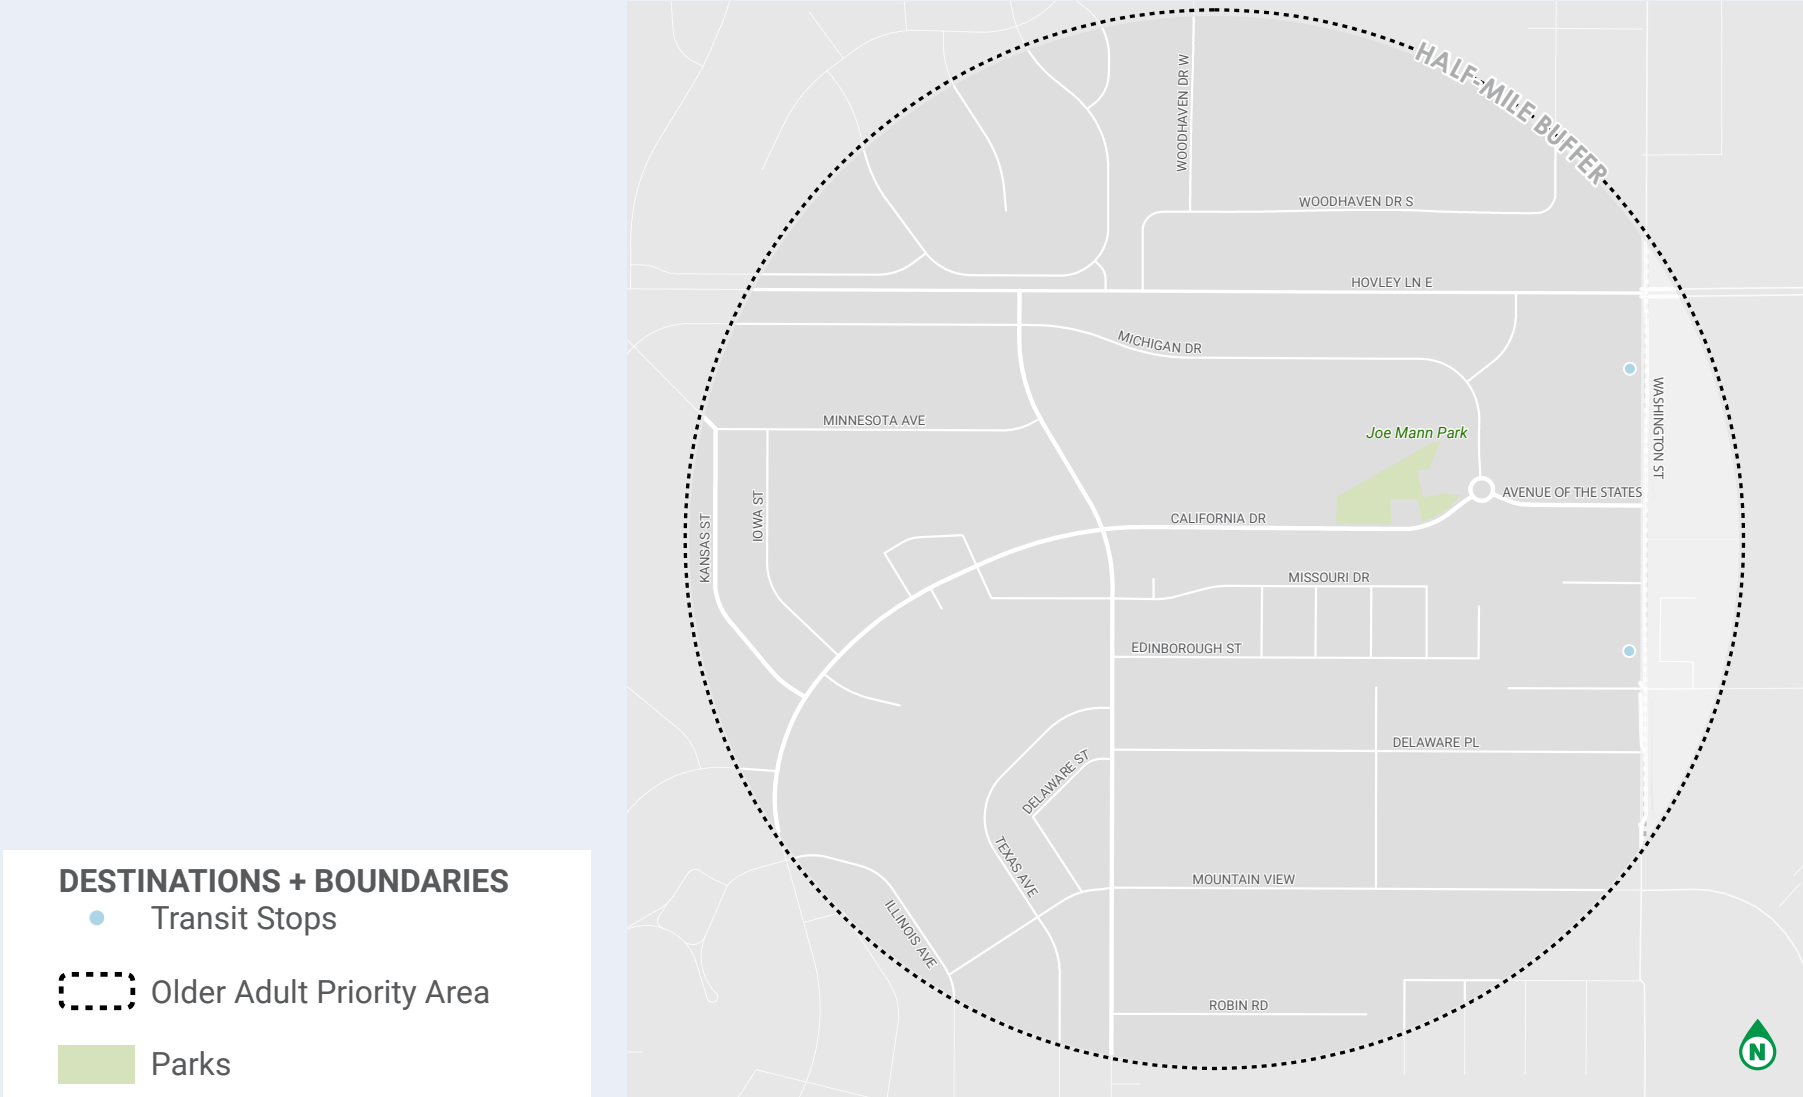 HALF-MILE BUFFER
WOODHAVEN DR W
WOODHAVEN DR S
HOVLEY LN E
MICHIGAN DR
WASHINGTON ST
MINNESOTA AVE
Joe Mann Park
IOWA ST
KANSAS ST
AVENUE OF THE STATES
CALIFORNIA DR
MISSOURI DR
EDINBOROUGH ST
DELAWARE PL
DELAWARE ST
TEXAS AVE
MOUNTAIN VIEW
ILLINOIS AVE
ROBIN RD
DESTINATIONS + BOUNDARIES
Transit Stops
Older Adult Priority Area
Parks
N